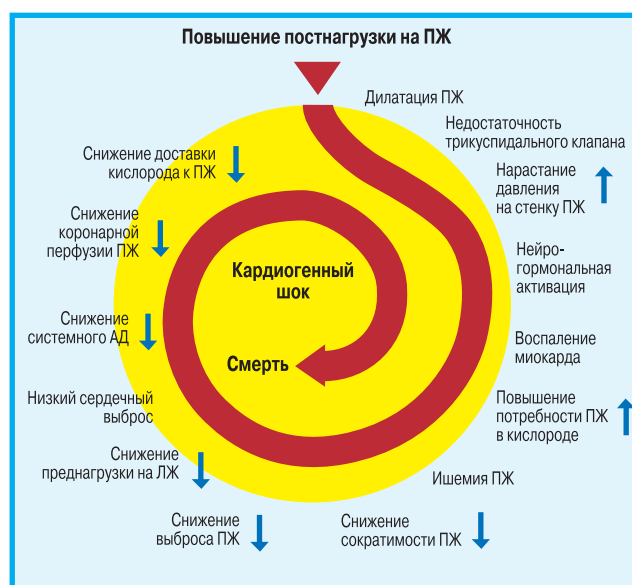 Повышение постнагрузки на ПЖ
Дилатация ПЖ
Недостаточность
трикуспидального клапана
Нарастание
давления
на стенку ПЖ
Нейро-
гормональная
активация
Воспаление
миокарда
Повышение
потребности ПЖ
в кислороде
Ишемия ПЖ
Снижение
сократимости ПЖ
Снижение
выброса ПЖ
Снижение
преднагрузки на ЛЖ
Низкий сердечный
выброс
Снижение
системного АД
Снижение
коронарной
перфузии ПЖ
Снижение доставки
кислорода к ПЖ
Кардиогенный
шок
Смерть